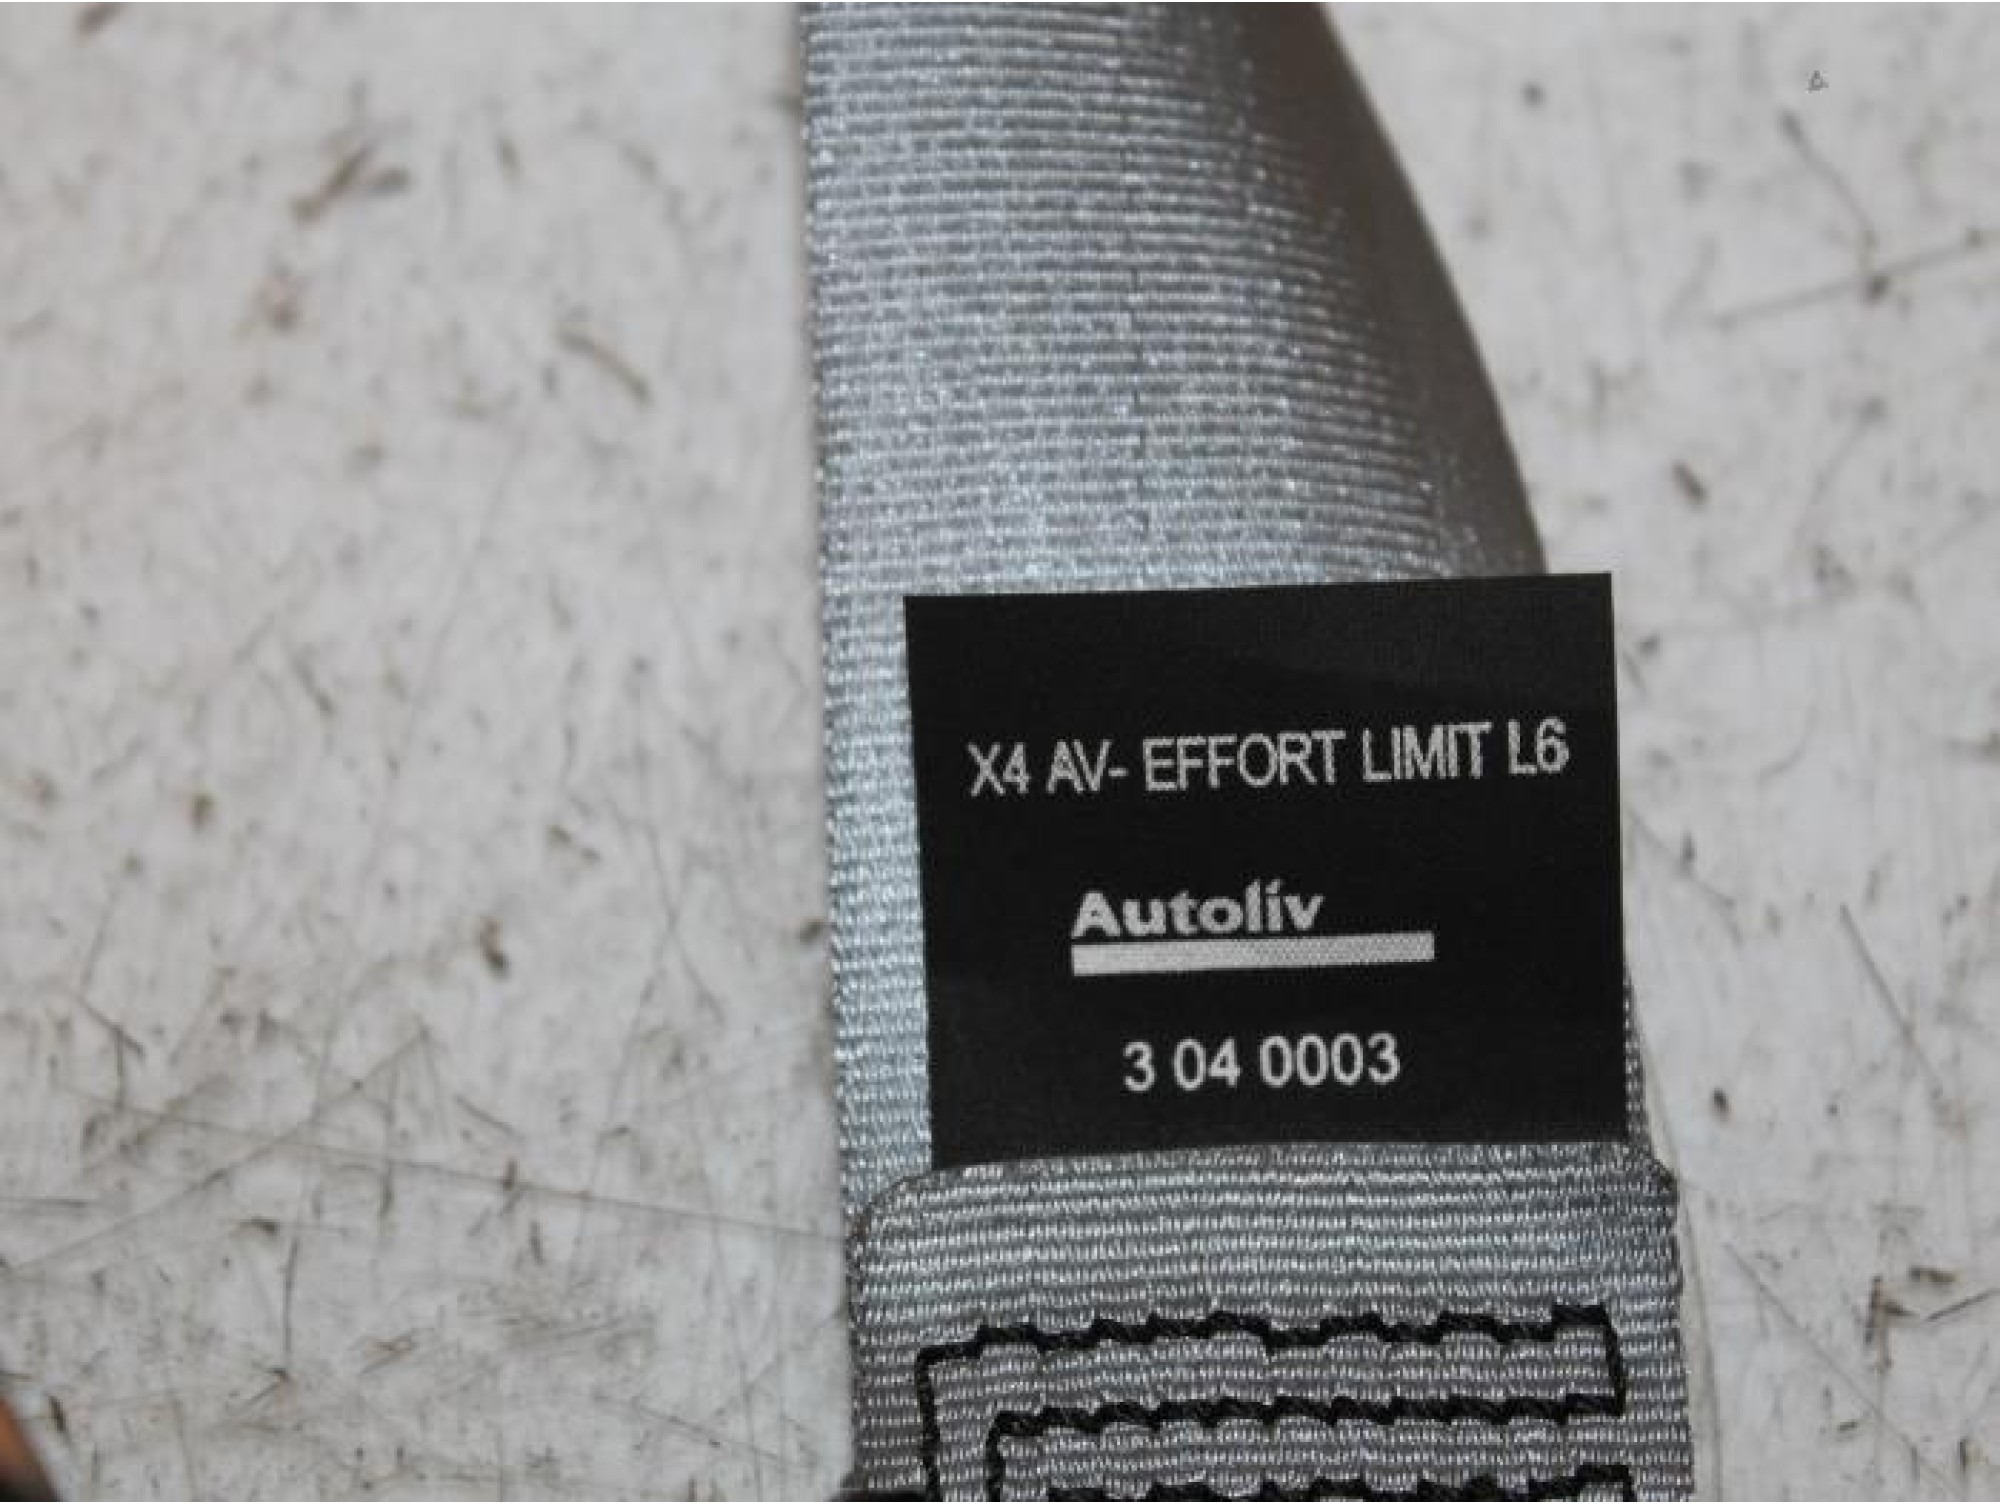 X4 AV- EFFORT LIMIT L6
Autoliv
3 04 0003